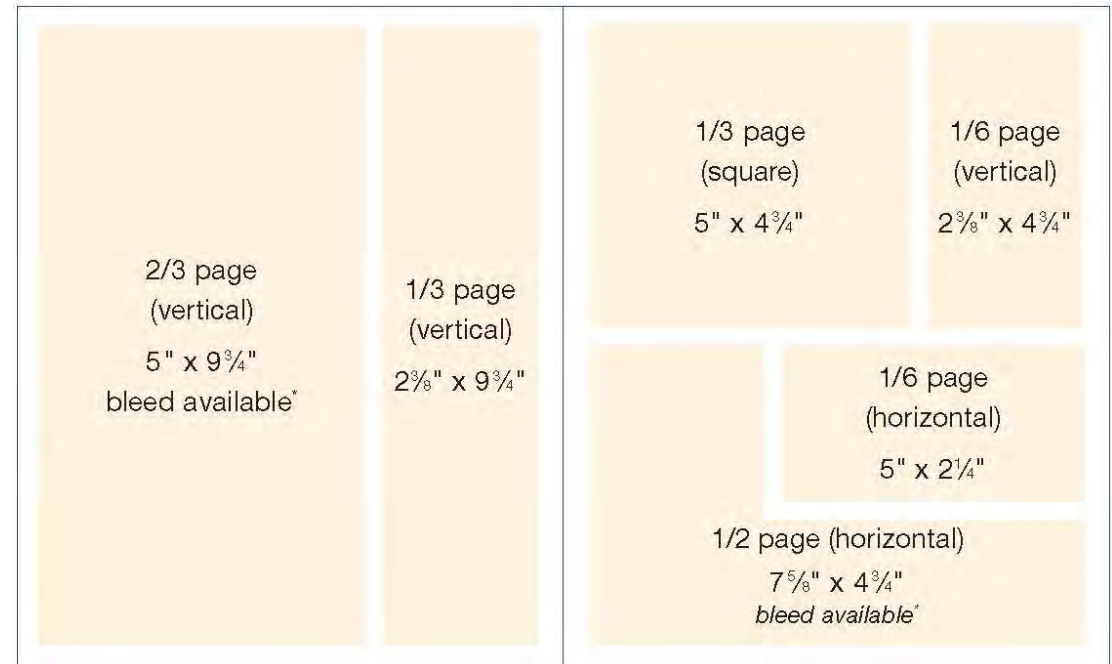 2/3 page
(vertical)
5" x 9¾"
bleed available*
1/3 page
(vertical)
2⅜" x 9¾"
1/3 page
(square)
5" x 4¾"
1/6 page
(vertical)
2⅜" x 4¾"
1/6 page
(horizontal)
5" x 2¼"
1/2 page (horizontal)
7⅝" x 4¾"
bleed available*